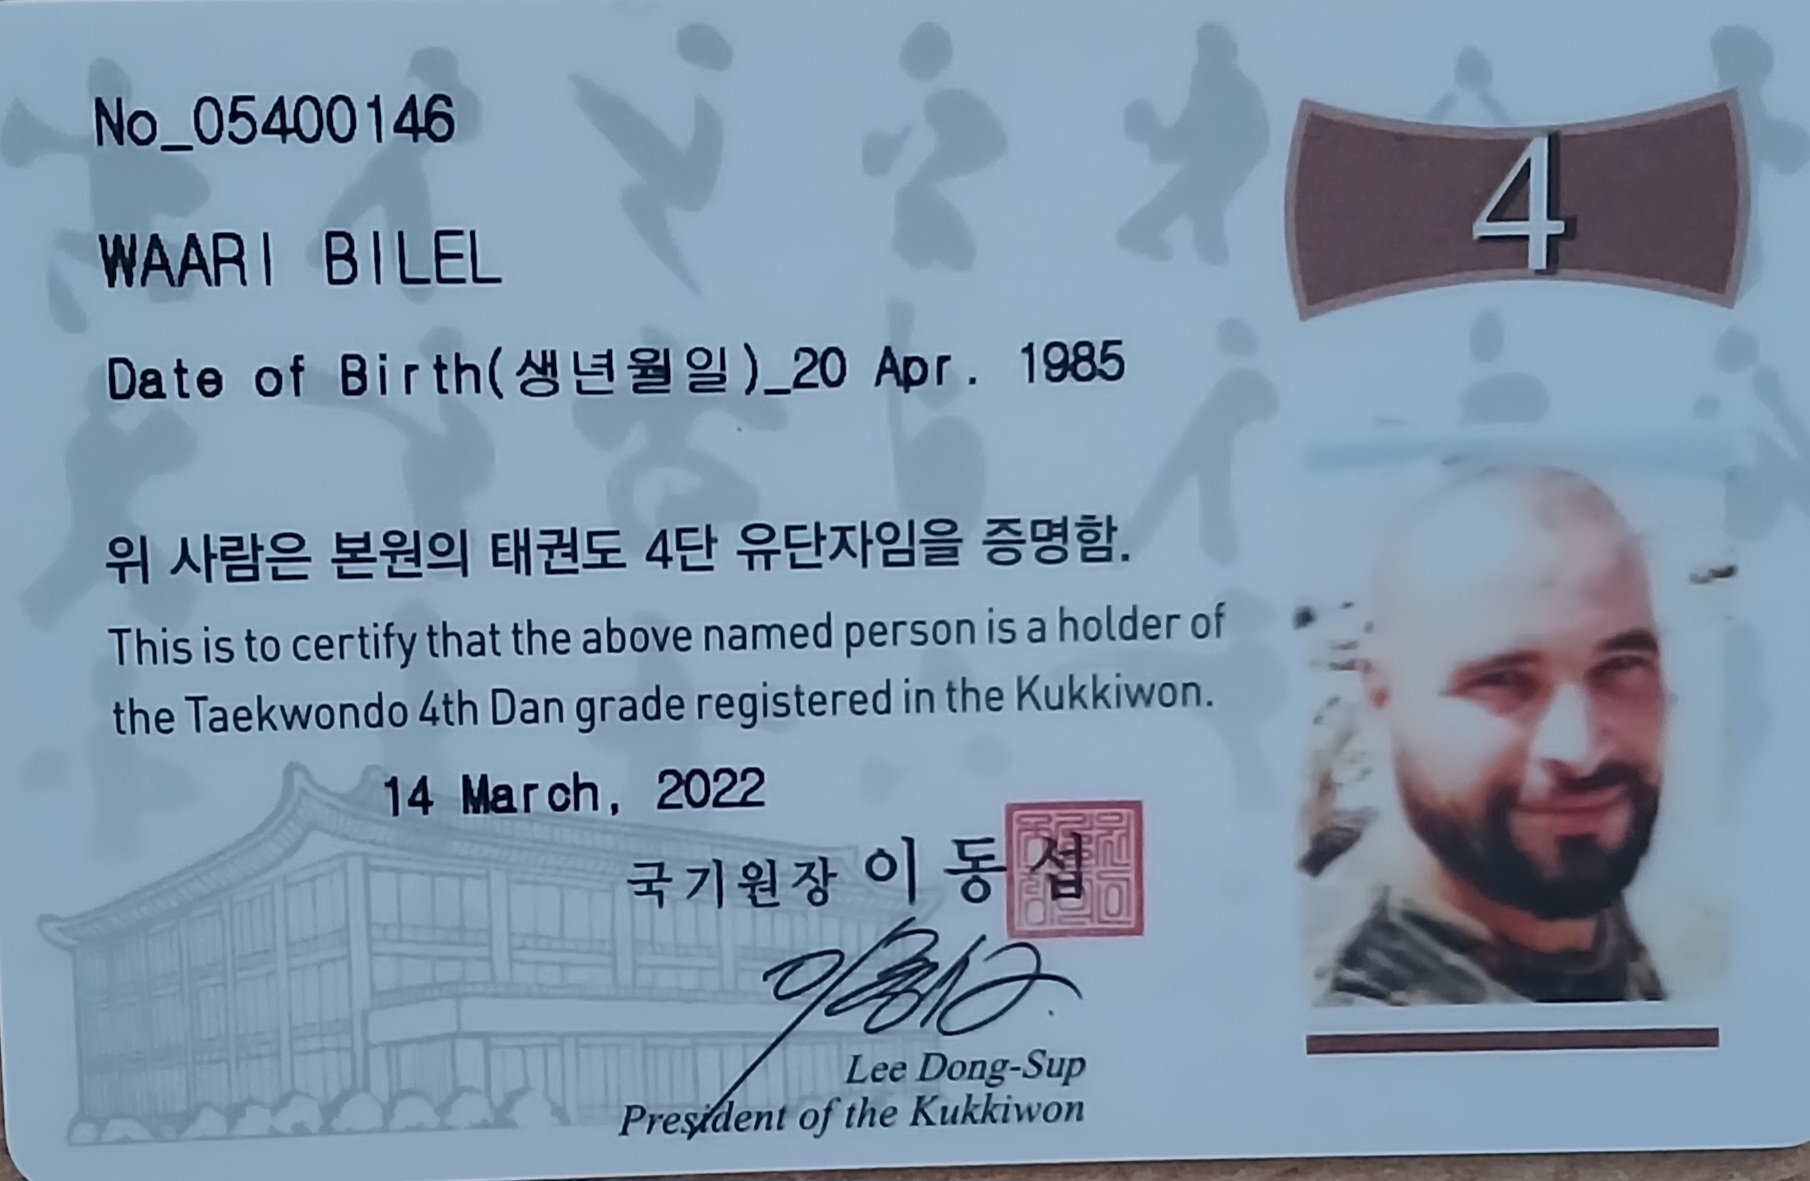 No_05400146
4
WAARI BILEL
Date of Birth(생년월일)_20 Apr. 1985
위 사람은 본원의 태권도 4단 유단자임을 증명함.
This is to certify that the above named person is a holder of
the Taekwondo 4th Dan grade registered in the Kukkiwon.
14 March, 2022
국기원장 이동섭
Lee Dong-Sup
President of the Kukkiwon